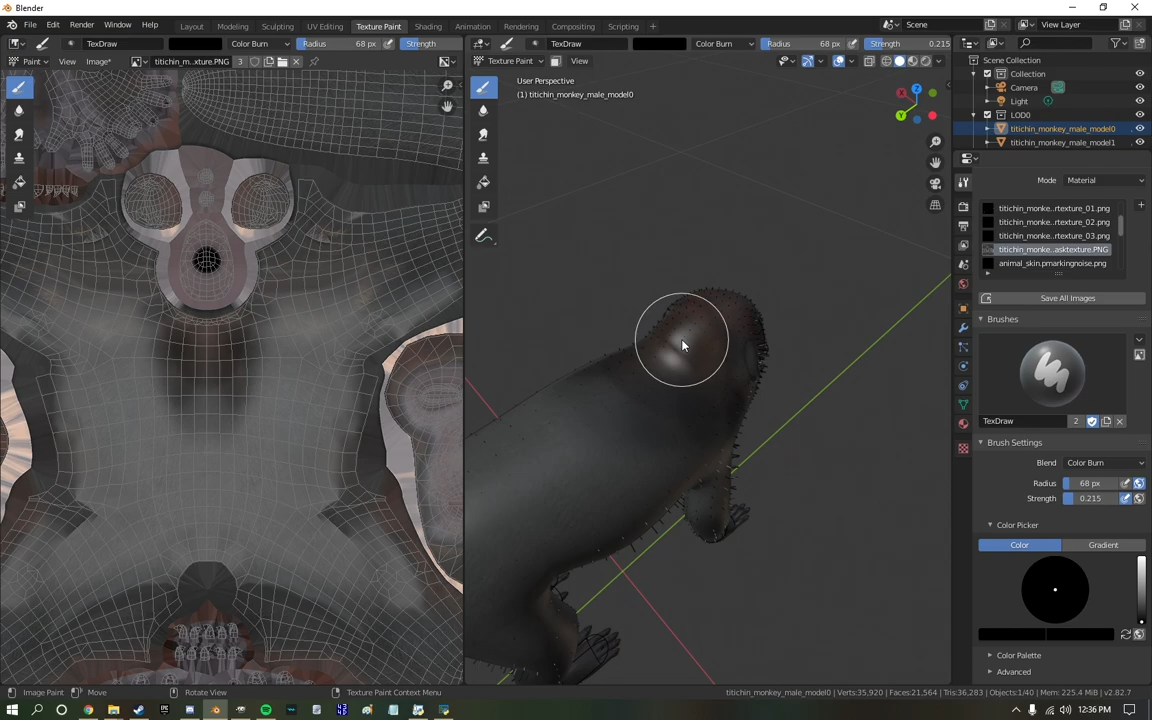 Blender
File Edit Render Window Help Layout Modeling Sculpting UV Editing Texture Paint Shading Animation Rendering Compositing Scripting + Scene View Layer
TexDraw Color Burn Radius 68 px Strength
TexDraw Color Burn Radius 68 px Strength 0.215
Paint View Image* titichin_m...xture.PNG 3
Texture Paint View
User Perspective
(1) titichin_monkey_male_model0
X Y Z
Scene Collection
Collection
Camera
Light
LOD0
titichin_monkey_male_model0
titichin_monkey_male_model1
Mode Material
titichin_monke...rtexture_01.png
titichin_monke...rtexture_02.png
titichin_monke...rtexture_03.png
titichin_monke...asktexture.PNG
animal_skin.pmarkingnoise.png
Save All Images
Brushes
TexDraw 2
Brush Settings
Blend Color Burn
Radius 68 px
Strength 0.215
Color Picker
Color Gradient
Color Palette
Advanced
Image Paint Move Rotate View Texture Paint Context Menu titichin_monkey_male_model0 | Verts:35,920 | Faces:21,564 | Tris:36,283 | Objects:1/40 | Mem: 225.4 MiB | v2.82.7
12:36 PM